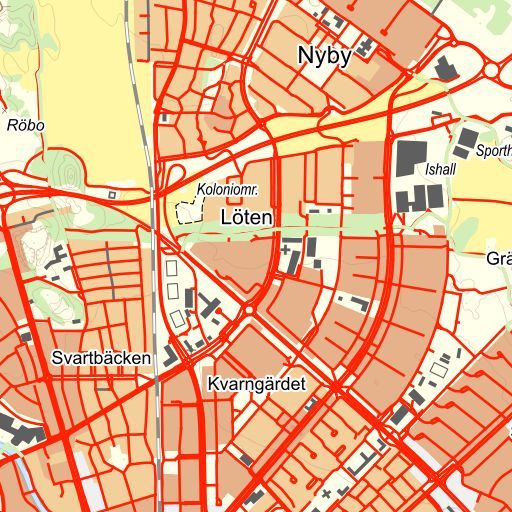 Nyby
Röbo
Sporth
Ishall
Koloniomr.
Löten
Grä
Svartbäcken
Kvarngärdet